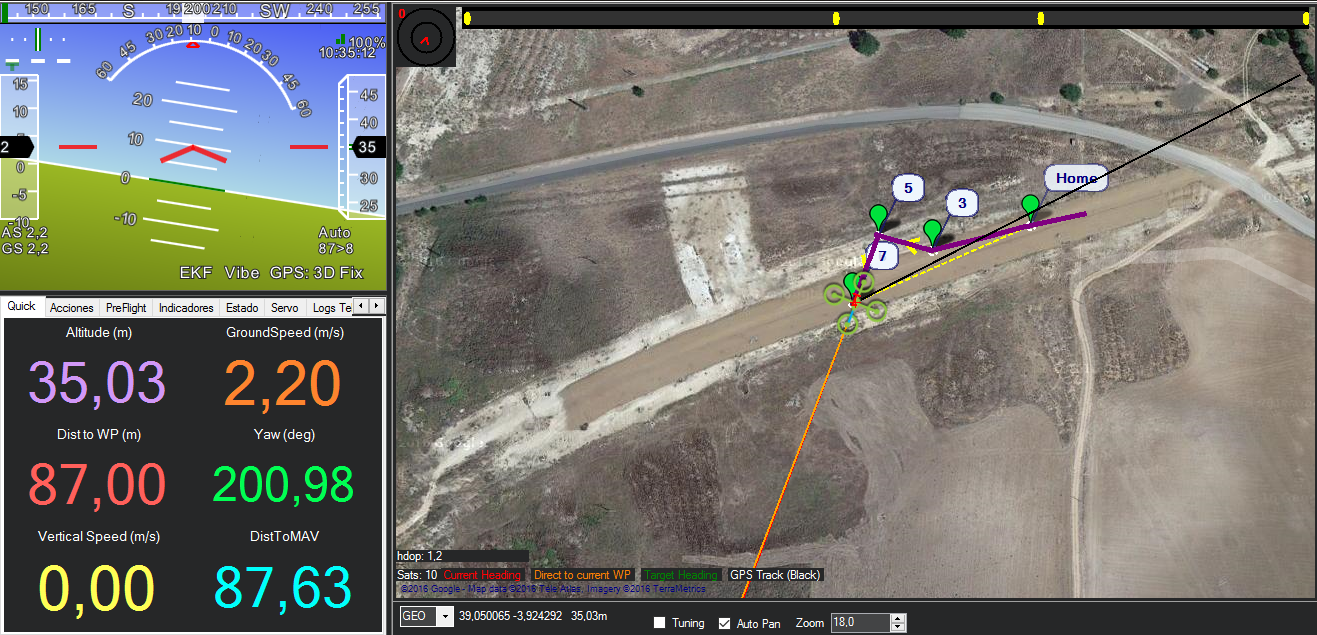 150 165 S 19 200 210 SW 240 255
60 45 30 20 10 0 10 20 30 45 60
100%
10:35:12
15
10
2
0
-5
-10
20
10
0
-10
45
40
35
30
25
AS 2,2
GS 2,2
Auto
87>8
EKF Vibe GPS: 3D Fix
Quick Acciones PreFlight Indicadores Estado Servo Logs Te
Altitude (m) GroundSpeed (m/s)
35,03 2,20
Dist to WP (m) Yaw (deg)
87,00 200,98
Vertical Speed (m/s) DistToMAV
0,00 87,63
0
Home
5
3
7
hdop: 1,2
Sats: 10 Current Heading Direct to current WP Target Heading GPS Track (Black)
©2016 Google - Map data ©2016 Tele Atlas, Imagery ©2016 TerraMetrics
GEO 39,050065 -3,924292 35,03m Tuning Auto Pan Zoom 18,0